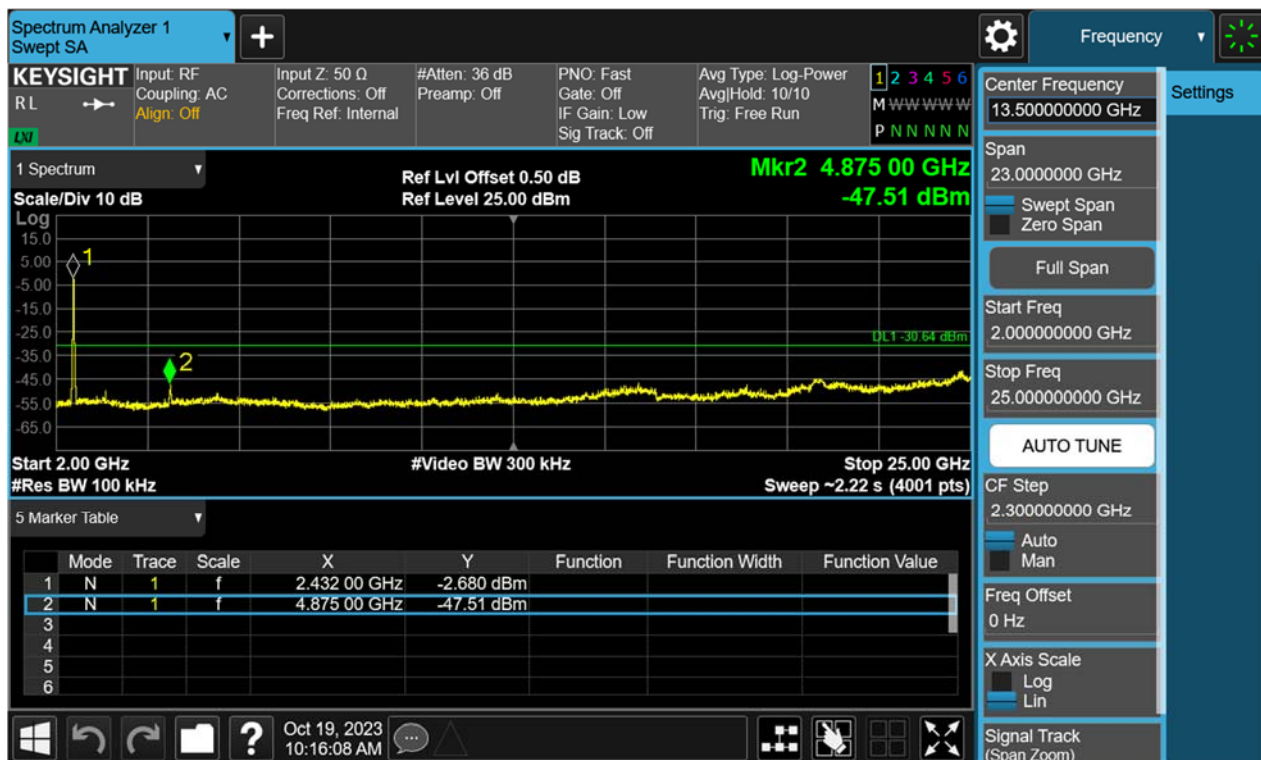 Spectrum Analyzer 1
Swept SA
Frequency
KEYSIGHT
R L
LXI
Input: RF
Coupling: AC
Align: Off
Input Z: 50 Ω
Corrections: Off
Freq Ref: Internal
#Atten: 36 dB
Preamp: Off
PNO: Fast
Gate: Off
IF Gain: Low
Sig Track: Off
Avg Type: Log-Power
Avg|Hold: 10/10
Trig: Free Run
1 2 3 4 5 6
M W W W W W
P N N N N N
1 Spectrum
Scale/Div 10 dB
Ref Lvl Offset 0.50 dB
Ref Level 25.00 dBm
Mkr2 4.875 00 GHz
-47.51 dBm
Log
15.0
5.00
-5.00
-15.0
-25.0
-35.0
-45.0
-55.0
-65.0
1
2
DL1 -30.64 dBm
Start 2.00 GHz
#Video BW 300 kHz
Stop 25.00 GHz
#Res BW 100 kHz
Sweep ~2.22 s (4001 pts)
5 Marker Table
Mode Trace Scale X Y Function Function Width Function Value
1 N 1 f 2.432 00 GHz -2.680 dBm
2 N 1 f 4.875 00 GHz -47.51 dBm
3
4
5
6
?
Oct 19, 2023
10:16:08 AM
Center Frequency
13.500000000 GHz
Settings
Span
23.0000000 GHz
Swept Span
Zero Span
Full Span
Start Freq
2.000000000 GHz
Stop Freq
25.000000000 GHz
AUTO TUNE
CF Step
2.300000000 GHz
Auto
Man
Freq Offset
0 Hz
X Axis Scale
Log
Lin
Signal Track
(Span Zoom)